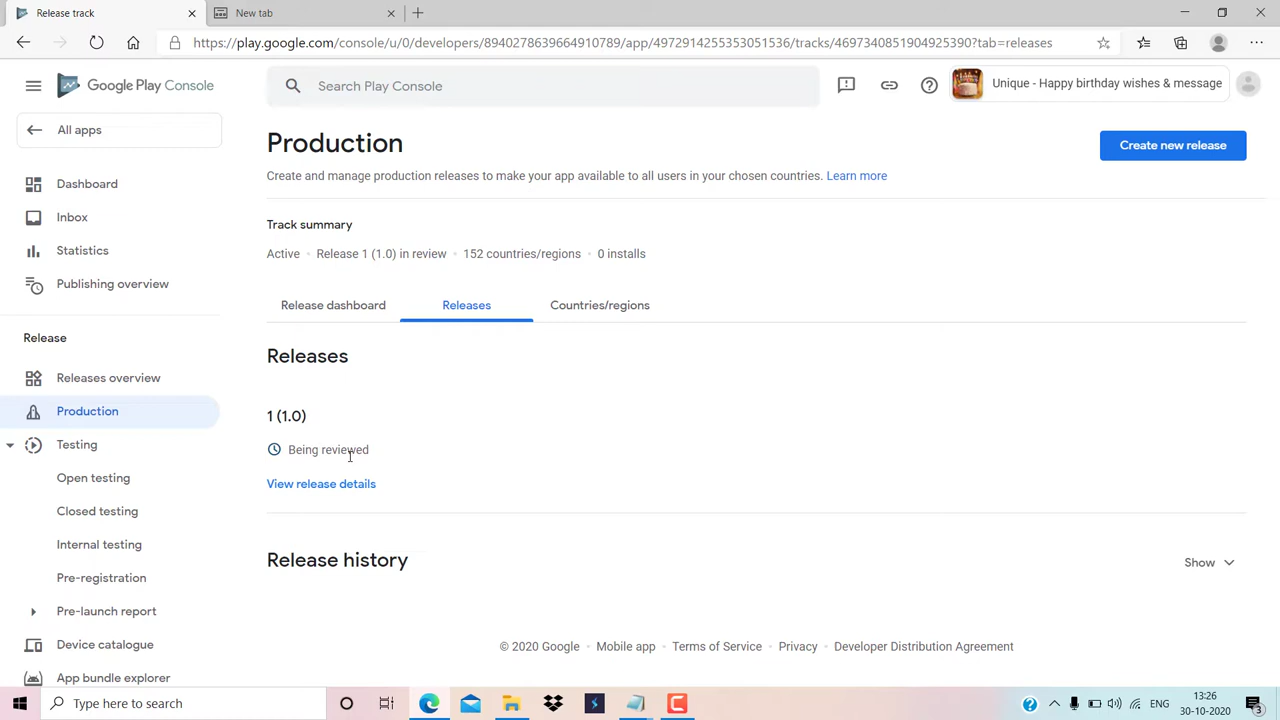 Release track
New tab
https://play.google.com/console/u/0/developers/8940278639664910789/app/4972914255353051536/tracks/4697340851904925390?tab=releases
Google Play Console
Search Play Console
Unique - Happy birthday wishes & message
All apps
Production
Create new release
Create and manage production releases to make your app available to all users in your chosen countries. Learn more
Dashboard
Inbox
Statistics
Publishing overview
Track summary
Active • Release 1 (1.0) in review • 152 countries/regions • 0 installs
Release dashboard
Releases
Countries/regions
Release
Releases overview
Production
Testing
Open testing
Closed testing
Internal testing
Pre-registration
Pre-launch report
Device catalogue
App bundle explorer
Releases
1 (1.0)
Being reviewed
View release details
Release history
Show
© 2020 Google • Mobile app • Terms of Service • Privacy • Developer Distribution Agreement
Type here to search
ENG
13:26
30-10-2020
3